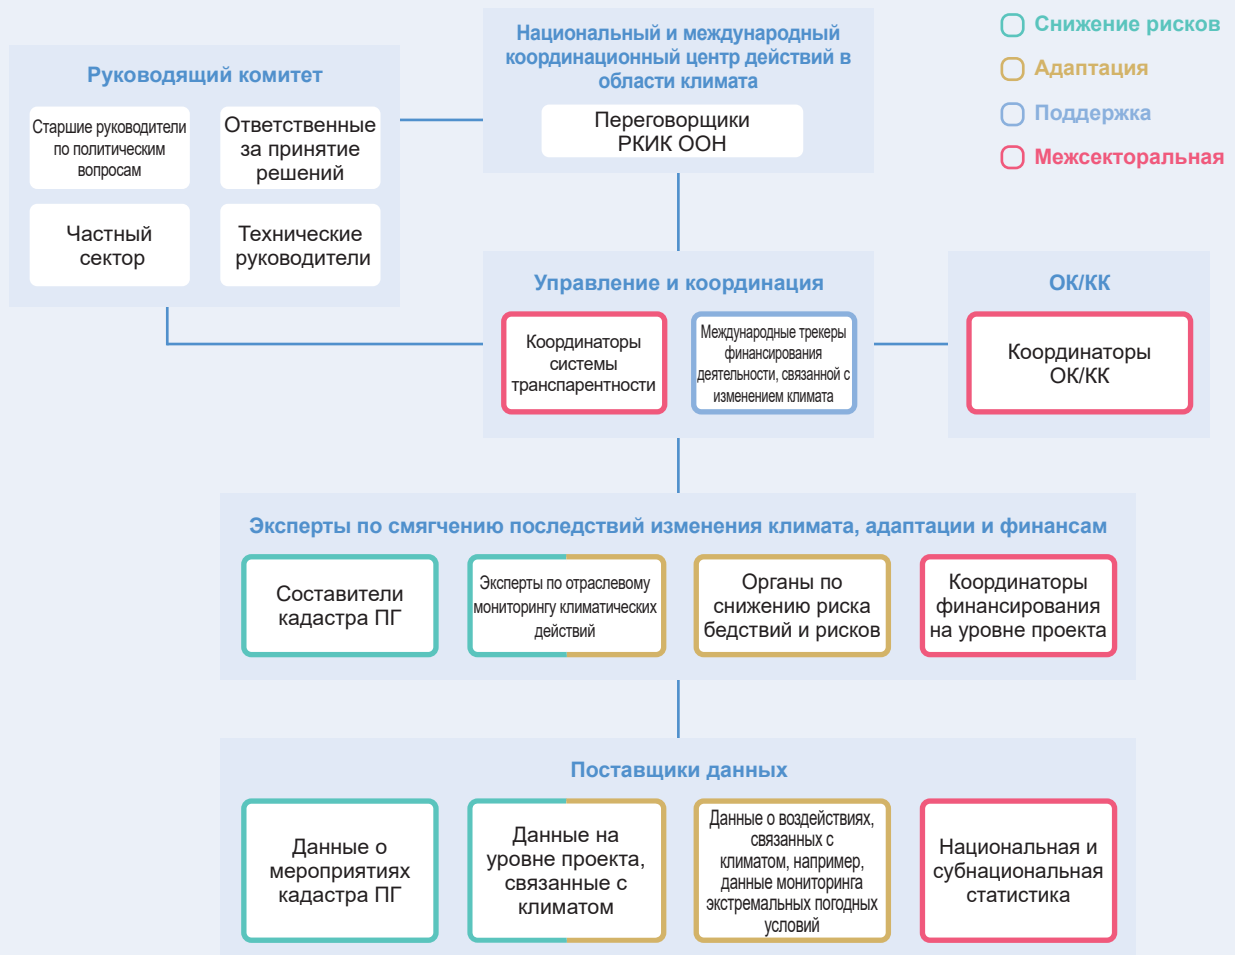 Национальный и международный
координационный центр действий в
области климата
Переговорщики
РКИК ООН
Снижение рисков
Адаптация
Поддержка
Межсекторальная
Руководящий комитет
Старшие руководители
по политическим
вопросам
Ответственные
за принятие
решений
Частный
сектор
Технические
руководители
Управление и координация
Координаторы
системы
транспарентности
Международные трекеры
финансирования
деятельности, связанной с
изменением климата
ОК/КК
Координаторы
ОК/КК
Эксперты по смягчению последствий изменения климата, адаптации и финансам
Составители
кадастра ПГ
Эксперты по отраслевому
мониторингу климатических
действий
Органы по
снижению риска
бедствий и рисков
Координаторы
финансирования
на уровне проекта
Поставщики данных
Данные о
мероприятиях
кадастра ПГ
Данные на
уровне проекта,
связанные с
климатом
Данные о воздействиях,
связанных с
климатом, например,
данные мониторинга
экстремальных погодных
условий
Национальная и
субнациональная
статистика